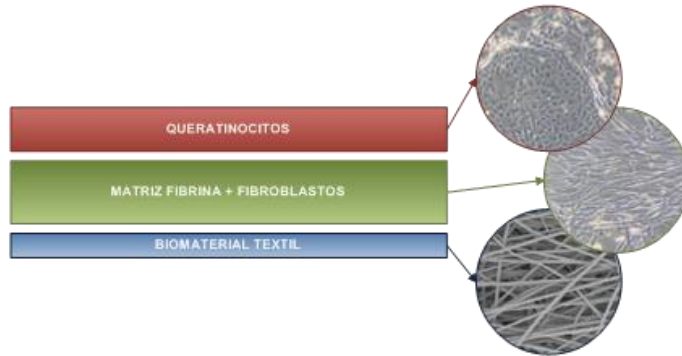 QUERATINOCITOS
MATRIZ FIBRINA + FIBROBLASTOS
BIOMATERIAL TEXTIL